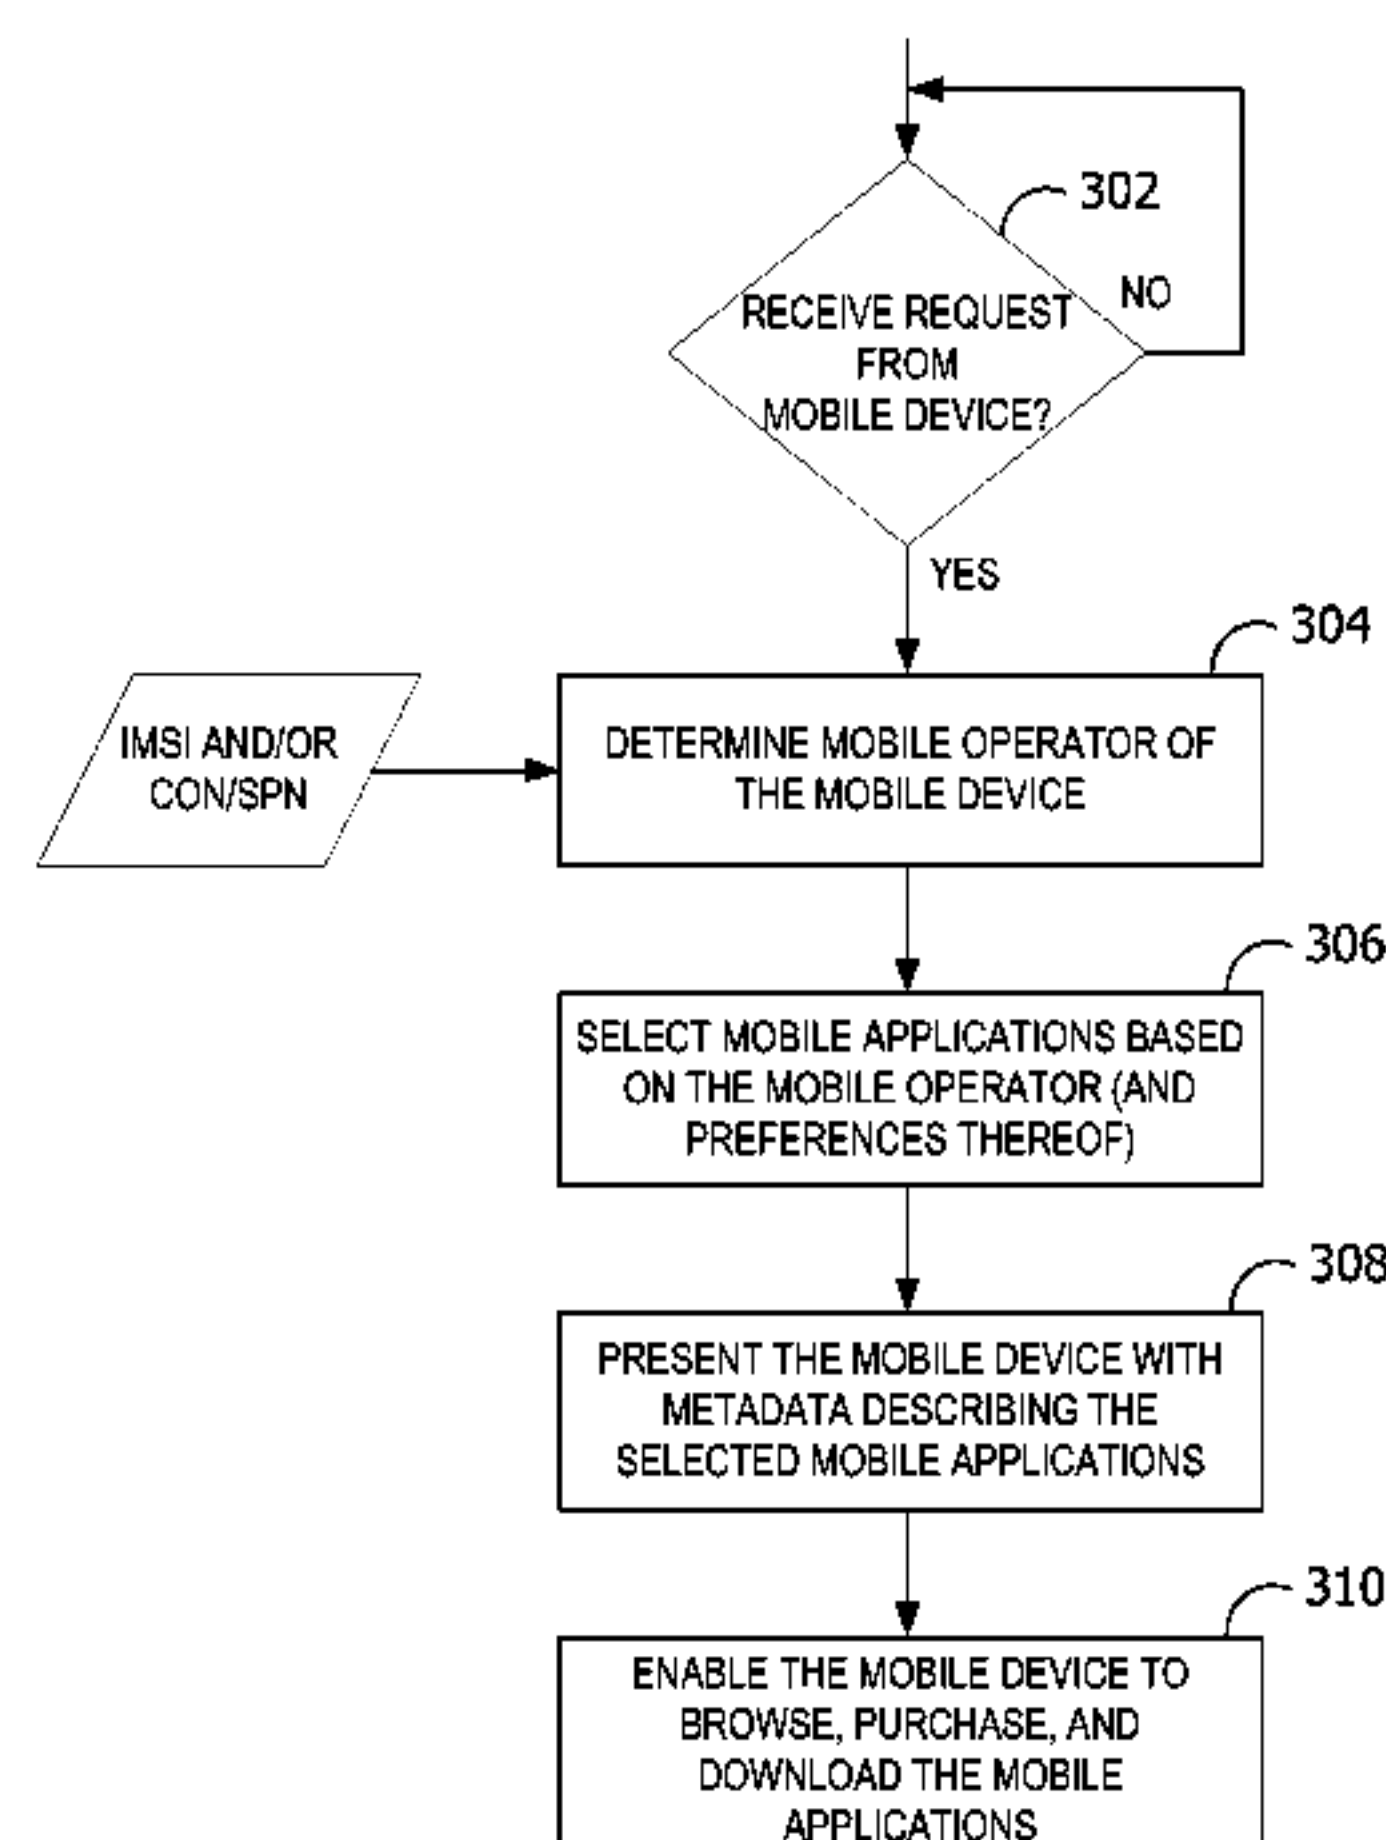 302
NO
RECEIVE REQUEST
FROM
MOBILE DEVICE?
YES
304
IMSI AND/OR
CON/SPN
DETERMINE MOBILE OPERATOR OF
THE MOBILE DEVICE
306
SELECT MOBILE APPLICATIONS BASED
ON THE MOBILE OPERATOR (AND
PREFERENCES THEREOF)
308
PRESENT THE MOBILE DEVICE WITH
METADATA DESCRIBING THE
SELECTED MOBILE APPLICATIONS
310
ENABLE THE MOBILE DEVICE TO
BROWSE, PURCHASE, AND
DOWNLOAD THE MOBILE
APPLICATIONS